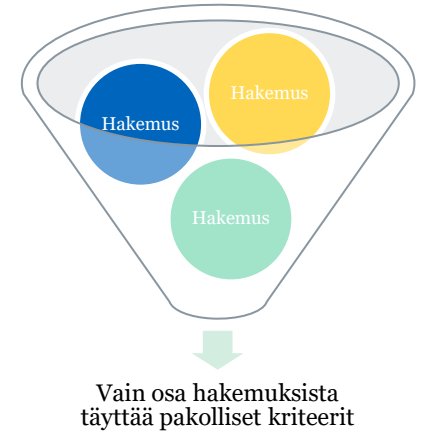 Hakemus
Hakemus
Hakemus
Vain osa hakemuksista
täyttää pakolliset kriteerit